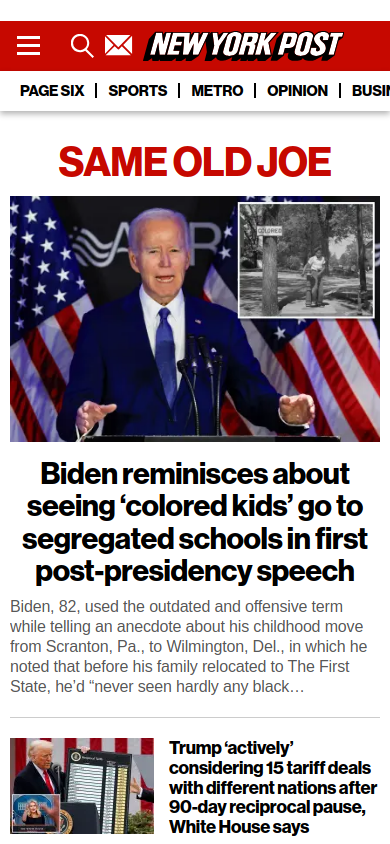 NEW YORK POST
PAGE SIX
SPORTS
METRO
OPINION
BUSI
SAME OLD JOE
COLORED
Biden reminisces about
seeing ‘colored kids’ go to
segregated schools in first
post-presidency speech
Biden, 82, used the outdated and offensive term
while telling an anecdote about his childhood move
from Scranton, Pa., to Wilmington, Del., in which he
noted that before his family relocated to The First
State, he’d “never seen hardly any black…
Trump ‘actively’
considering 15 tariff deals
with different nations after
90-day reciprocal pause,
White House says
Reciprocal Tariffs